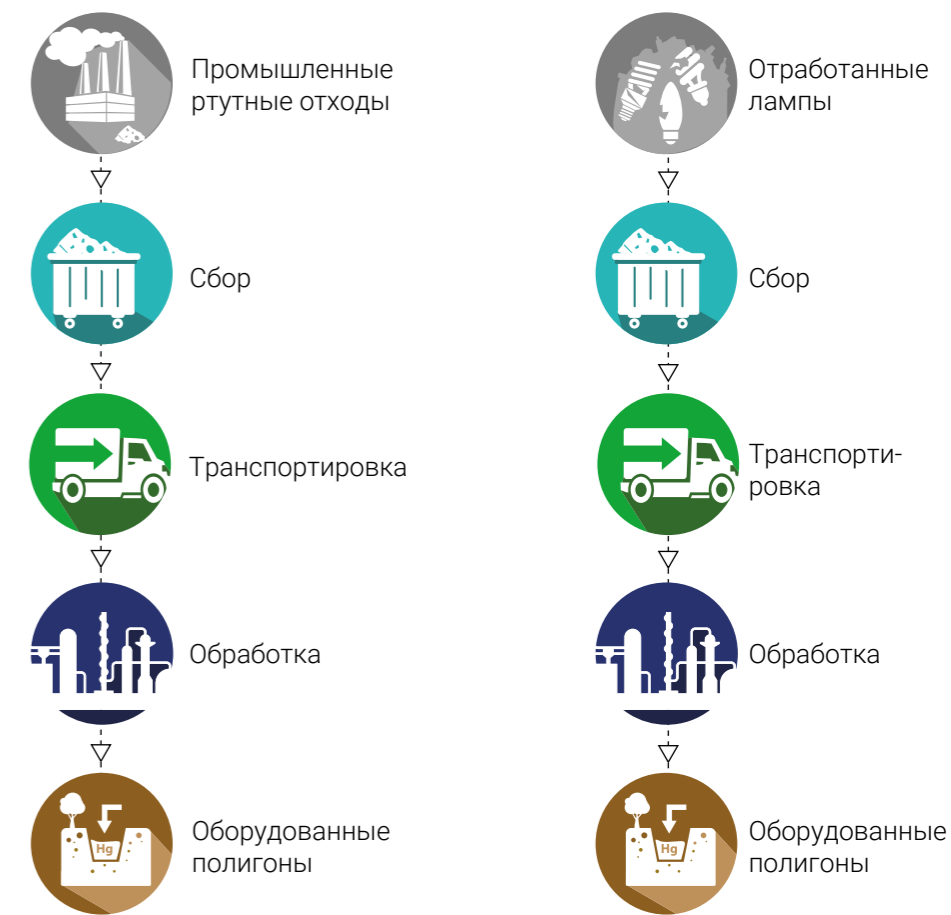 Промышленные
ртутные отходы
Сбор
Транспортировка
Обработка
Hg
Оборудованные
полигоны
Отработанные
лампы
Сбор
Транспорти-
ровка
Обработка
Hg
Оборудованные
полигоны